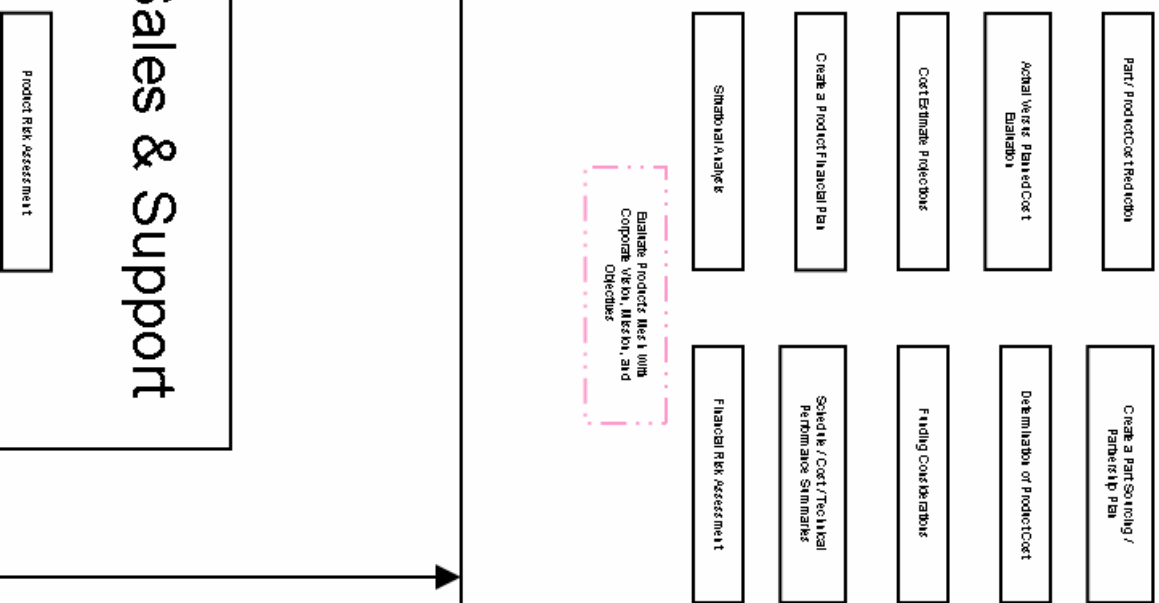 Part / Product Cost Reduction
Create a Part Sourcing /
Partnership Plan
Actual Versus Planned Cost
Evaluation
Determination of Product Cost
Cost Estimate Projections
Funding Considerations
Create a Product Financial Plan
Schedule / Cost / Technical
Performance Summaries
Situational Analysis
Financial Risk Assessment
Evaluate Products Mesh With
Corporate Vision, Mission, and
Objectives
Sales & Support
Product Risk Assessment